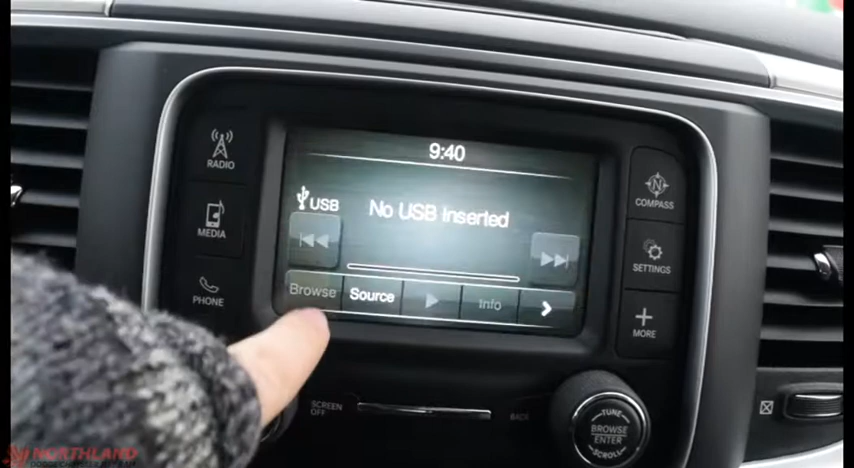 9:40
RADIO
USB
No USB Inserted
COMPASS
MEDIA
SETTINGS
PHONE
Browse
Source
Info
MORE
SCREEN
OFF
BACK
TUNE
BROWSE
ENTER
SCROLL
NORTHLAND